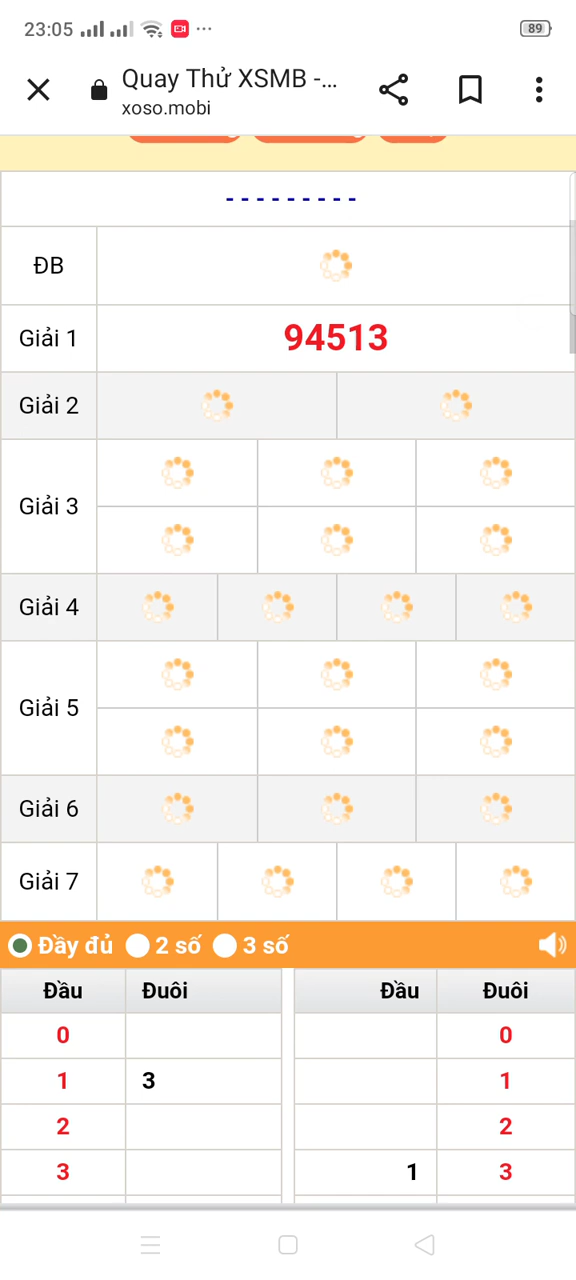 23:05 89
Quay Thử XSMB -...
xoso.mobi
- - - - - - - - -
ĐB
Giải 1 94513
Giải 2
Giải 3
Giải 4
Giải 5
Giải 6
Giải 7
Đầy đủ 2 số 3 số
Đầu Đuôi Đầu Đuôi
0 0
1 3 1
2 2
3 1 3